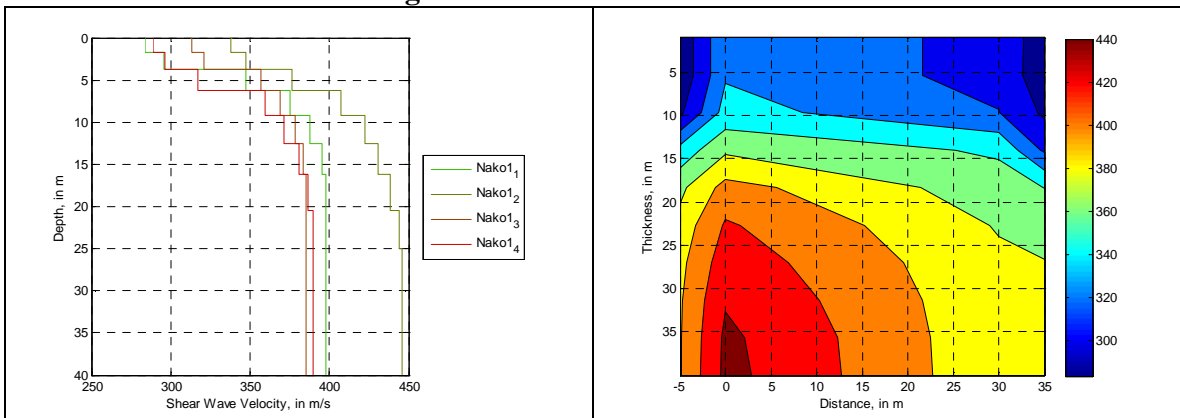 0
5
10
15
20
25
30
35
40
250 300 350 400 450
Depth, in m
Shear Wave Velocity, in m/s
Nako1₁
Nako1₂
Nako1₃
Nako1₄
5
10
15
20
25
30
35
-5 0 5 10 15 20 25 30 35
Thickness, in m
Distance, in m
440
420
400
380
360
340
320
300